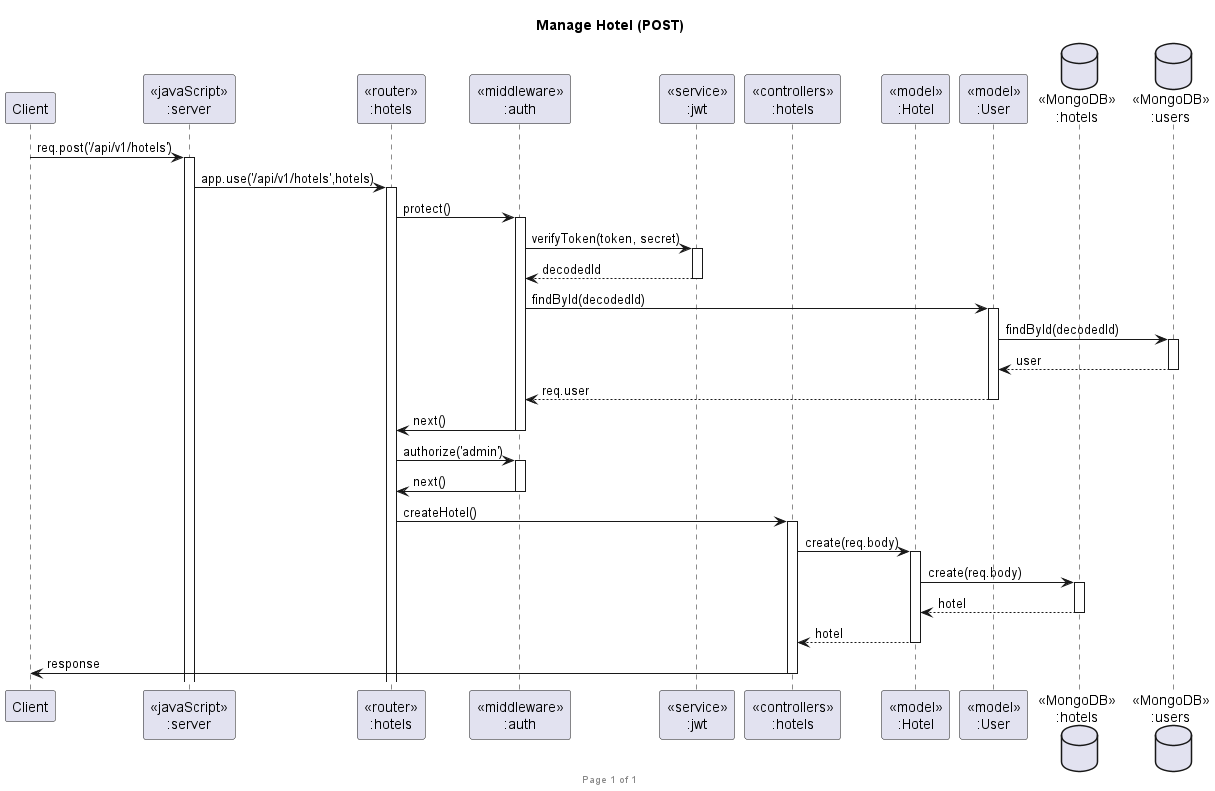 Manage Hotel (POST)
Client
«javaScript»
:server
«router»
:hotels
«middleware»
:auth
«service»
:jwt
«controllers»
:hotels
«model»
:Hotel
«model»
:User
«MongoDB»
:hotels
«MongoDB»
:users
req.post('/api/v1/hotels')
app.use('/api/v1/hotels',hotels)
protect()
verifyToken(token, secret)
decodedId
findById(decodedId)
findById(decodedId)
user
req.user
next()
authorize('admin')
next()
createHotel()
create(req.body)
create(req.body)
hotel
hotel
response
Client
«javaScript»
:server
«router»
:hotels
«middleware»
:auth
«service»
:jwt
«controllers»
:hotels
«model»
:Hotel
«model»
:User
«MongoDB»
:hotels
«MongoDB»
:users
Page 1 of 1